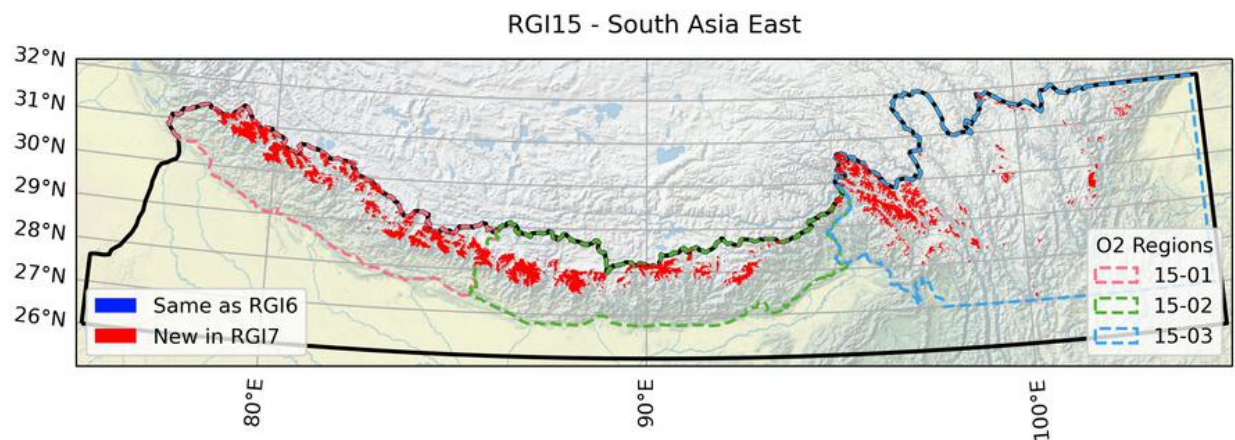 RGI15 - South Asia East
32°N
31°N
30°N
29°N
28°N
27°N
26°N
Same as RGI6
New in RGI7
O2 Regions
15-01
15-02
15-03
80°E
90°E
100°E